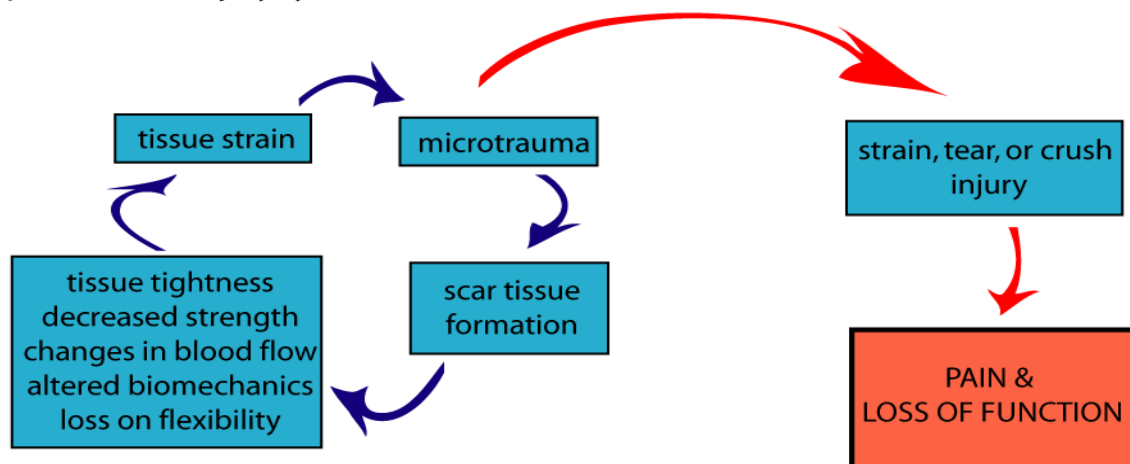 tissue strain
microtrauma
strain, tear, or crush
injury
tissue tightness
decreased strength
changes in blood flow
altered biomechanics
loss on flexibility
scar tissue
formation
PAIN &
LOSS OF FUNCTION